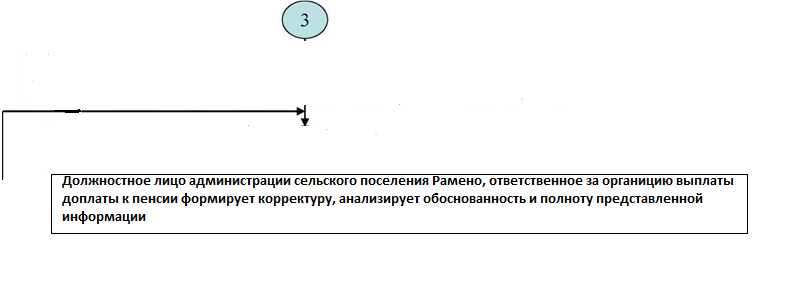 3
Должностное лицо администрации сельского поселения Рамено, ответственное за органицию выплаты
доплаты к пенсии формирует корректуру, анализирует обоснованность и полноту представленной
информации